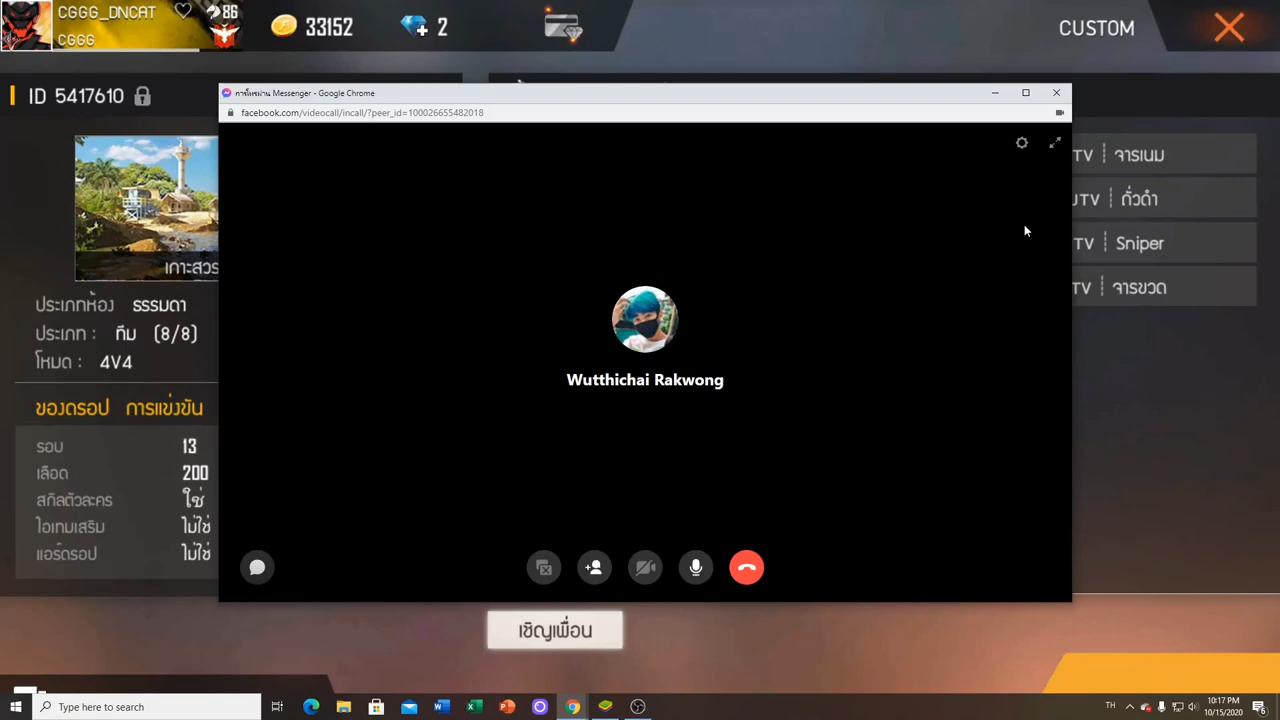 CGGG_DNCAT
CGGG
86
33152
2
CUSTOM
ID 5417610
การโทรผ่าน Messenger - Google Chrome
facebook.com/videocall/incall/?peer_id=100026655482018
TV
จารเนม
TV
ถั่วดำ
TV
Sniper
TV
จารขวด
ประเภทห้อง ธรรมดา
ประเภท : ทีม (8/8)
โหมด : 4V4
ของดรอป การแข่งขัน
รอบ 13
เลือด 200
สกิลตัวละคร ใช่
ไอเทมเสริม ไม่ใช่
แอร์ดรอป ไม่ใช่
Wutthichai Rakwong
เชิญเพื่อน
Type here to search
TH
10:17 PM
10/15/2020
6